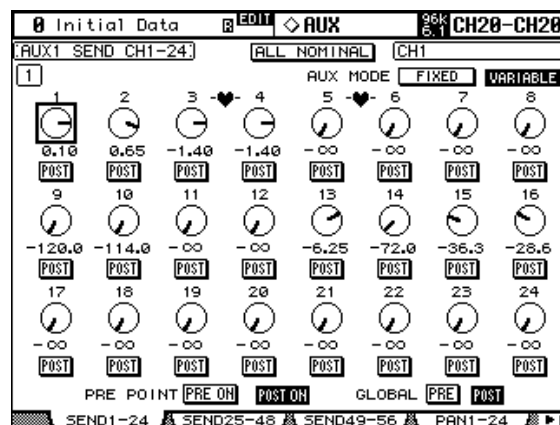 0 Initial Data R EDIT ◇AUX 96k 6.1 CH20-CH20
AUX1 SEND CH1-24 ALL NOMINAL CH1
1 AUX MODE FIXED VARIABLE
1 2 3 -♥- 4 5 -♥- 6 7 8
0.10 0.65 -1.40 -1.40 -∞ -∞ -∞ -∞
POST POST POST POST POST POST POST POST
9 10 11 12 13 14 15 16
-120.0 -114.0 -∞ -∞ -6.25 -72.0 -36.3 -28.6
POST POST POST POST POST POST POST POST
17 18 19 20 21 22 23 24
-∞ -∞ -∞ -∞ -∞ -∞ -∞ -∞
POST POST POST POST POST POST POST POST
PRE POINT PRE ON POST ON GLOBAL PRE POST
SEND1-24 SEND25-48 SEND49-56 PAN1-24